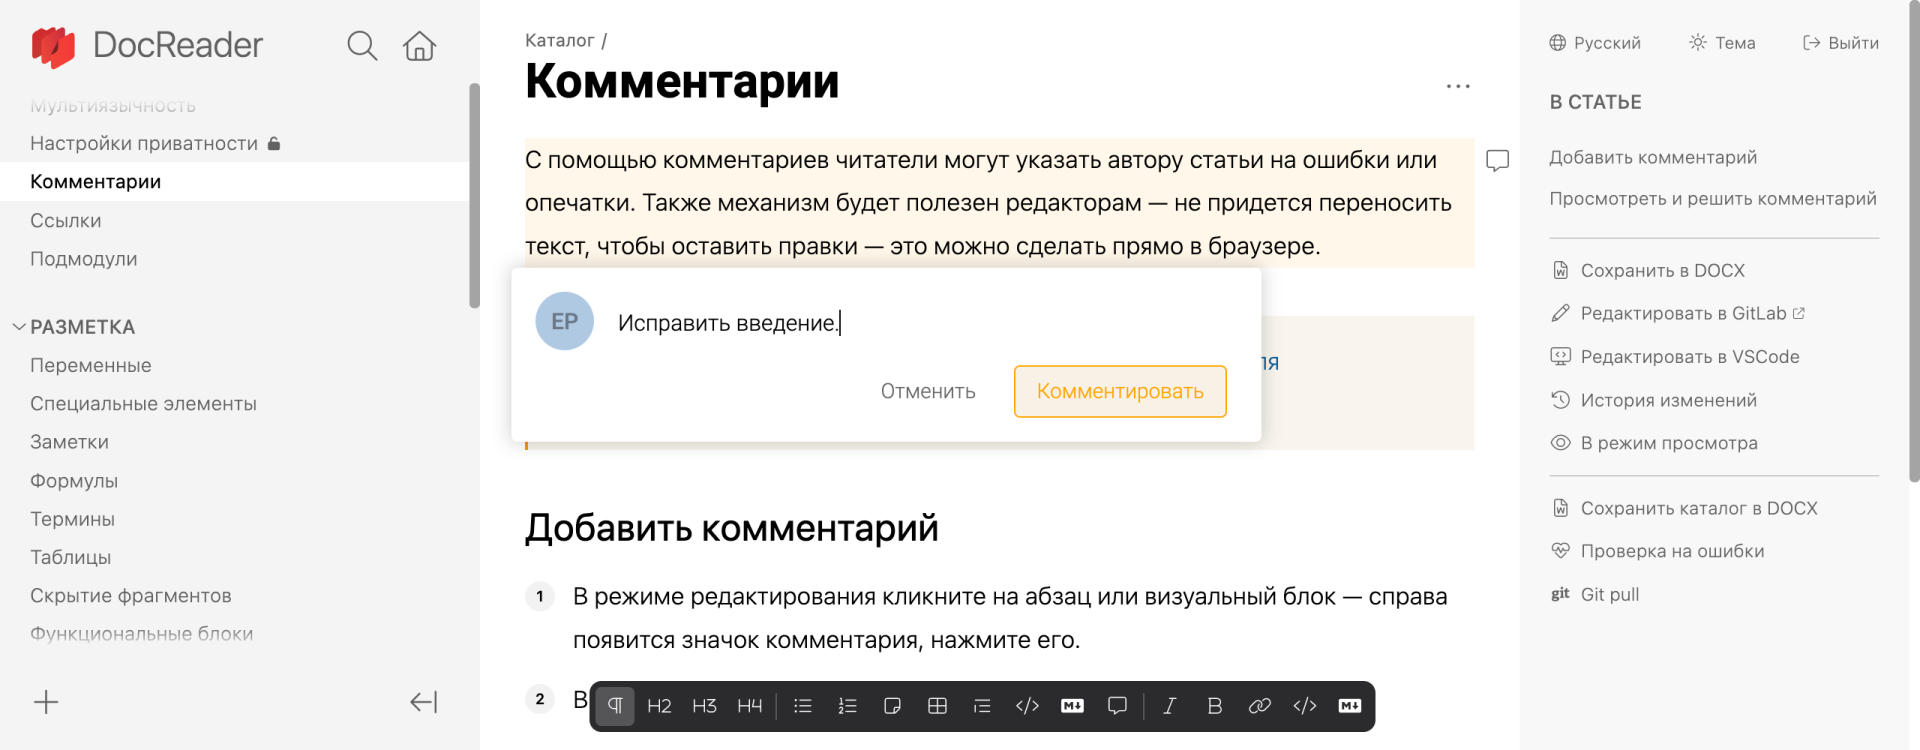 DocReader
Мультиязычность
Настройки приватности
Комментарии
Ссылки
Подмодули
РАЗМЕТКА
Переменные
Специальные элементы
Заметки
Формулы
Термины
Таблицы
Скрытие фрагментов
Функциональные блоки
Каталог /
Комментарии
С помощью комментариев читатели могут указать автору статьи на ошибки или
опечатки. Также механизм будет полезен редакторам — не придется переносить
текст, чтобы оставить правки — это можно сделать прямо в браузере.
EP
Исправить введение.
Отменить
Комментировать
ля
Добавить комментарий
1 В режиме редактирования кликните на абзац или визуальный блок — справа
появится значок комментария, нажмите его.
2 В
H2 H3 H4 M↓ I B M↓
Русский
Тема
Выйти
В СТАТЬЕ
Добавить комментарий
Просмотреть и решить комментарий
Сохранить в DOCX
Редактировать в GitLab
Редактировать в VSCode
История изменений
В режим просмотра
Сохранить каталог в DOCX
Проверка на ошибки
git Git pull